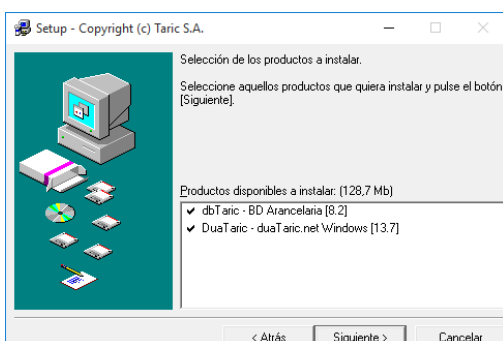 Setup - Copyright (c) Taric S.A.
Selección de los productos a instalar.
Seleccione aquellos productos que quiera instalar y pulse el botón
[Siguiente].
Productos disponibles a instalar: (128,7 Mb)
✔ dbTaric - BD Arancelaria [8.2]
✔ DuaTaric - duaTaric.net Windows [13.7]
< Atrás Siguiente > Cancelar